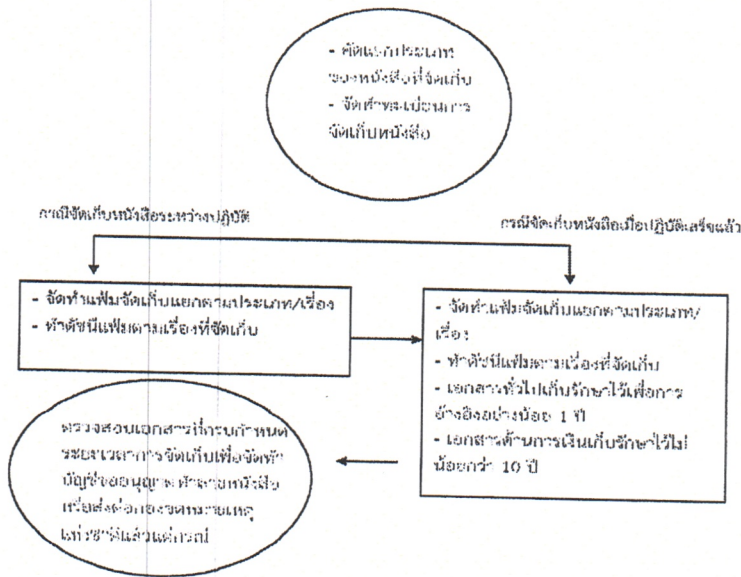 - คัดแยกประเภท
ของหนังสือที่จัดเก็บ
- จัดทำทะเบียนการ
จัดเก็บหนังสือ
กรณีจัดเก็บหนังสือระหว่างปฏิบัติ
กรณีจัดเก็บหนังสือเมื่อปฏิบัติเสร็จแล้ว
- จัดทำแฟ้มจัดเก็บแยกตามประเภท/เรื่อง
- ทำดัชนีแฟ้มตามเรื่องที่จัดเก็บ
- จัดทำแฟ้มจัดเก็บแยกตามประเภท/
เรื่อง
- ทำดัชนีแฟ้มตามเรื่องที่จัดเก็บ
- เอกสารทั่วไปเก็บรักษาไว้เพื่อการ
อ้างอิงอย่างน้อย 1 ปี
- เอกสารด้านการเงินเก็บรักษาไว้ไม่
น้อยกว่า 10 ปี
ตรวจสอบเอกสารที่ครบกำหนด
ระยะเวลาการจัดเก็บเพื่อจัดทำ
บัญชีขออนุญาตทำลายหนังสือ
หรือส่งต่อกองจดหมายเหตุ
แห่งชาติแล้วแต่กรณี